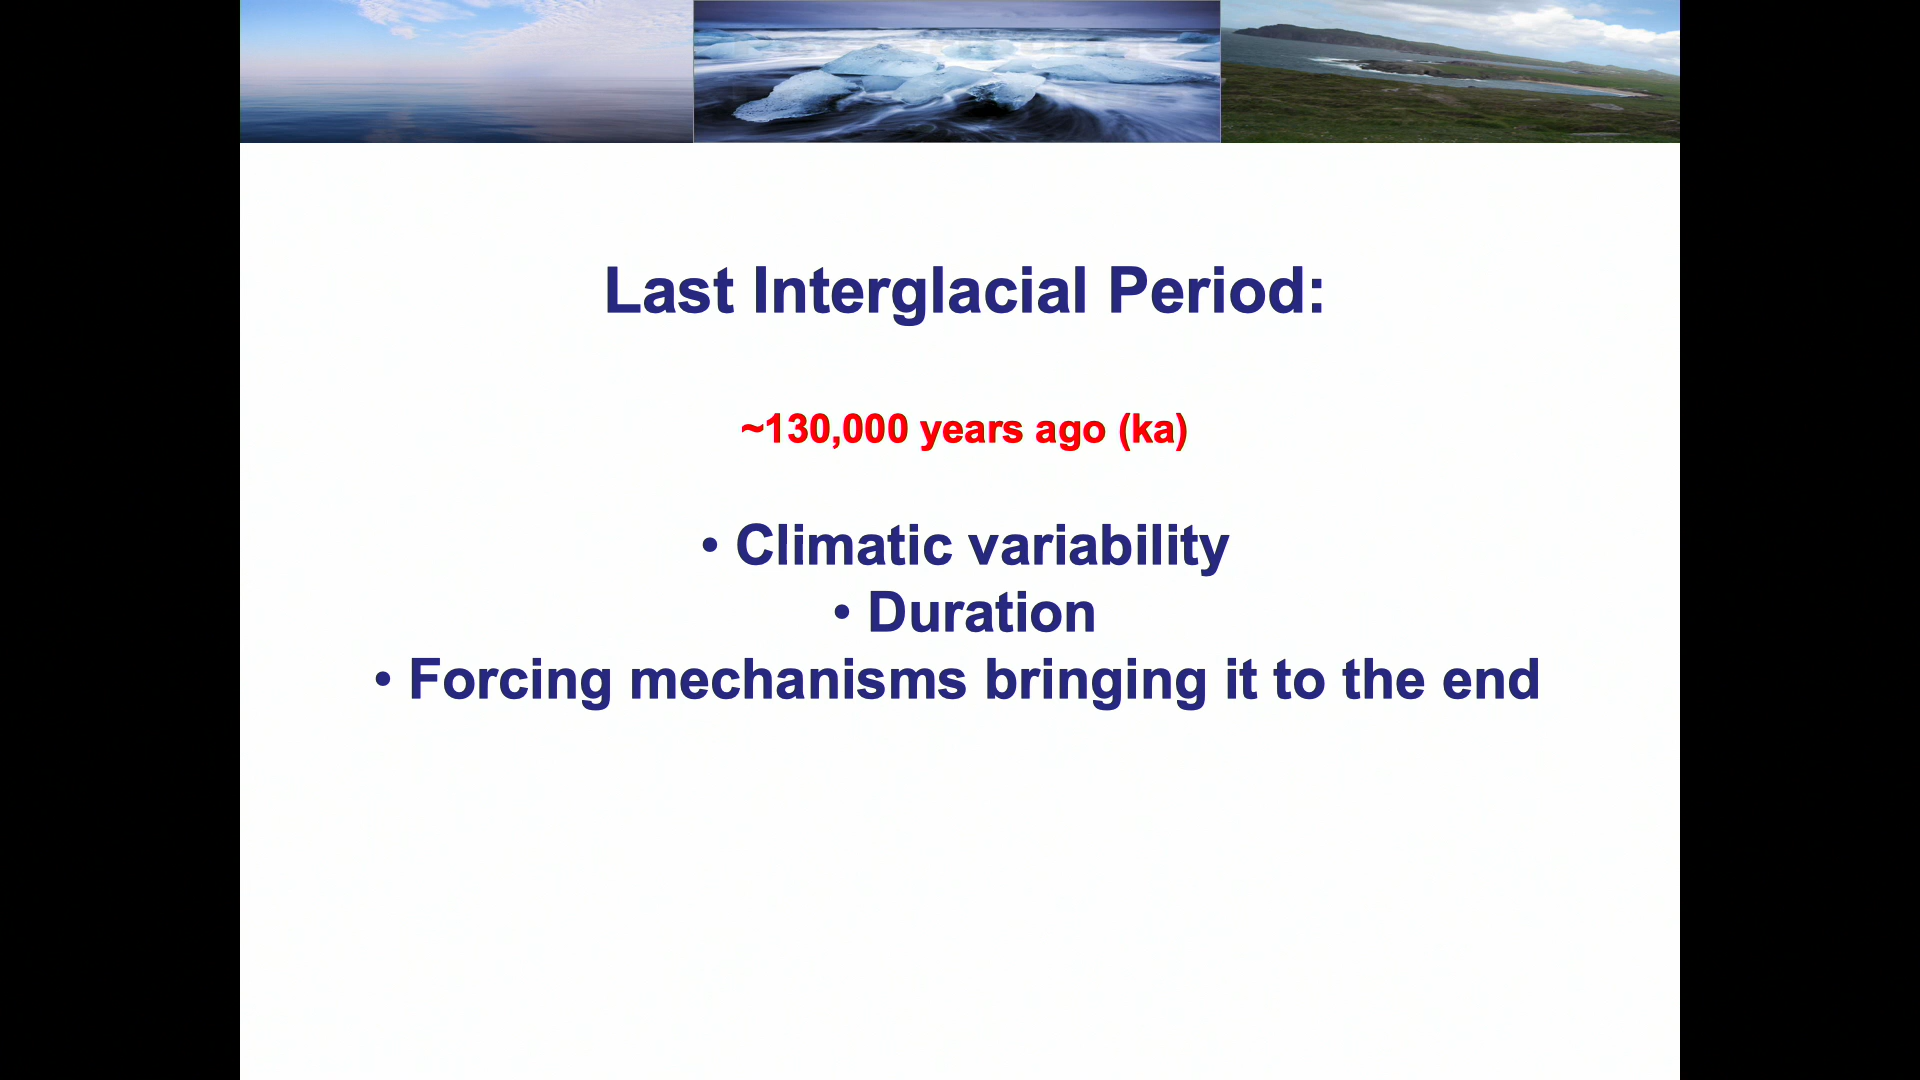 Last Interglacial Period:
~130,000 years ago (ka)
• Climatic variability
• Duration
• Forcing mechanisms bringing it to the end